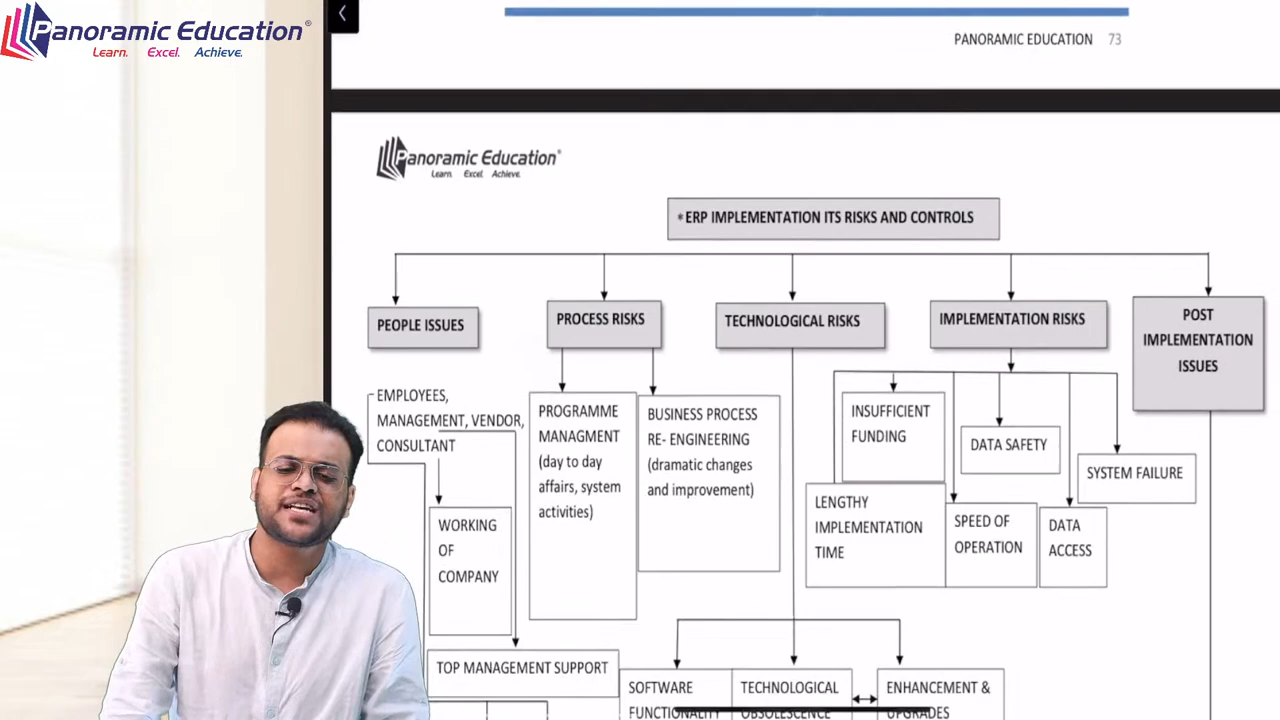 Panoramic Education®
Learn. Excel. Achieve.
PANORAMIC EDUCATION 73
Panoramic Education®
Learn. Excel. Achieve.
*ERP IMPLEMENTATION ITS RISKS AND CONTROLS
PEOPLE ISSUES
PROCESS RISKS
TECHNOLOGICAL RISKS
IMPLEMENTATION RISKS
POST
IMPLEMENTATION
ISSUES
EMPLOYEES,
MANAGEMENT, VENDOR,
CONSULTANT
PROGRAMME
MANAGMENT
(day to day
affairs, system
activities)
BUSINESS PROCESS
RE- ENGINEERING
(dramatic changes
and improvement)
INSUFFICIENT
FUNDING
DATA SAFETY
SYSTEM FAILURE
LENGTHY
IMPLEMENTATION
TIME
SPEED OF
OPERATION
DATA
ACCESS
WORKING
OF
COMPANY
TOP MANAGEMENT SUPPORT
SOFTWARE
FUNCTIONALITY
TECHNOLOGICAL
OBSOLESCENCE
ENHANCEMENT &
UPGRADES